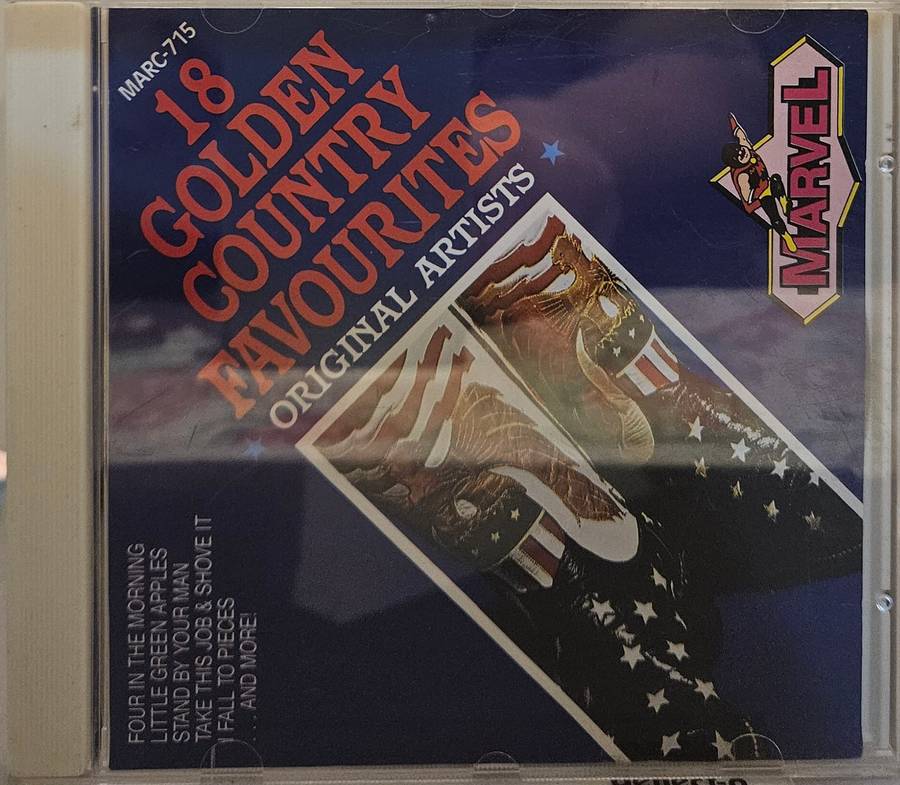 MARC-715
18
GOLDEN
COUNTRY
FAVOURITES
ORIGINAL ARTISTS
MARVEL
FOUR IN THE MORNING
LITTLE GREEN APPLES
STAND BY YOUR MAN
TAKE THIS JOB & SHOVE IT
I FALL TO PIECES
. . . AND MORE!